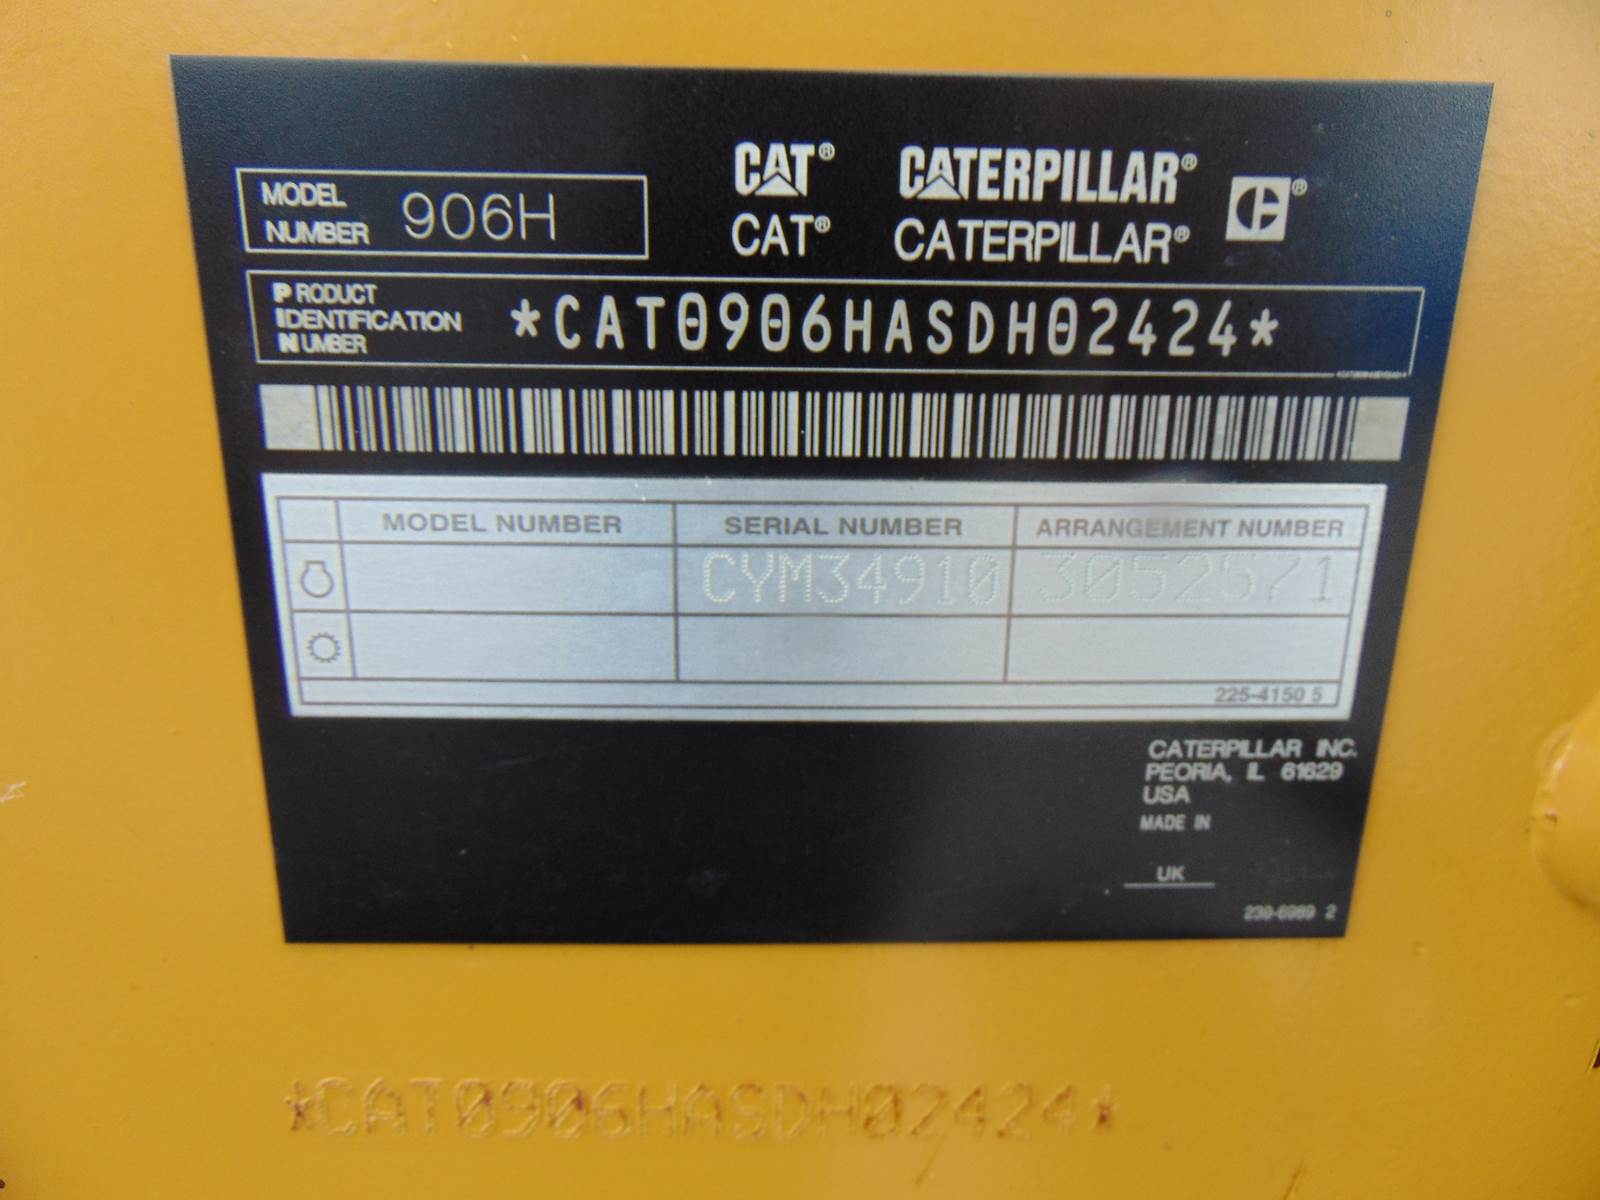 CAT® CATERPILLAR®
MODEL NUMBER 906H
CAT® CATERPILLAR®
PRODUCT IDENTIFICATION NUMBER *CAT0906HASDH02424*
MODEL NUMBER SERIAL NUMBER ARRANGEMENT NUMBER
CYM34910 3052571
225-4150 5
CATERPILLAR INC.
PEORIA, IL 61629
USA
MADE IN
UK
239-6989 2
*CAT0906HASDH02424*